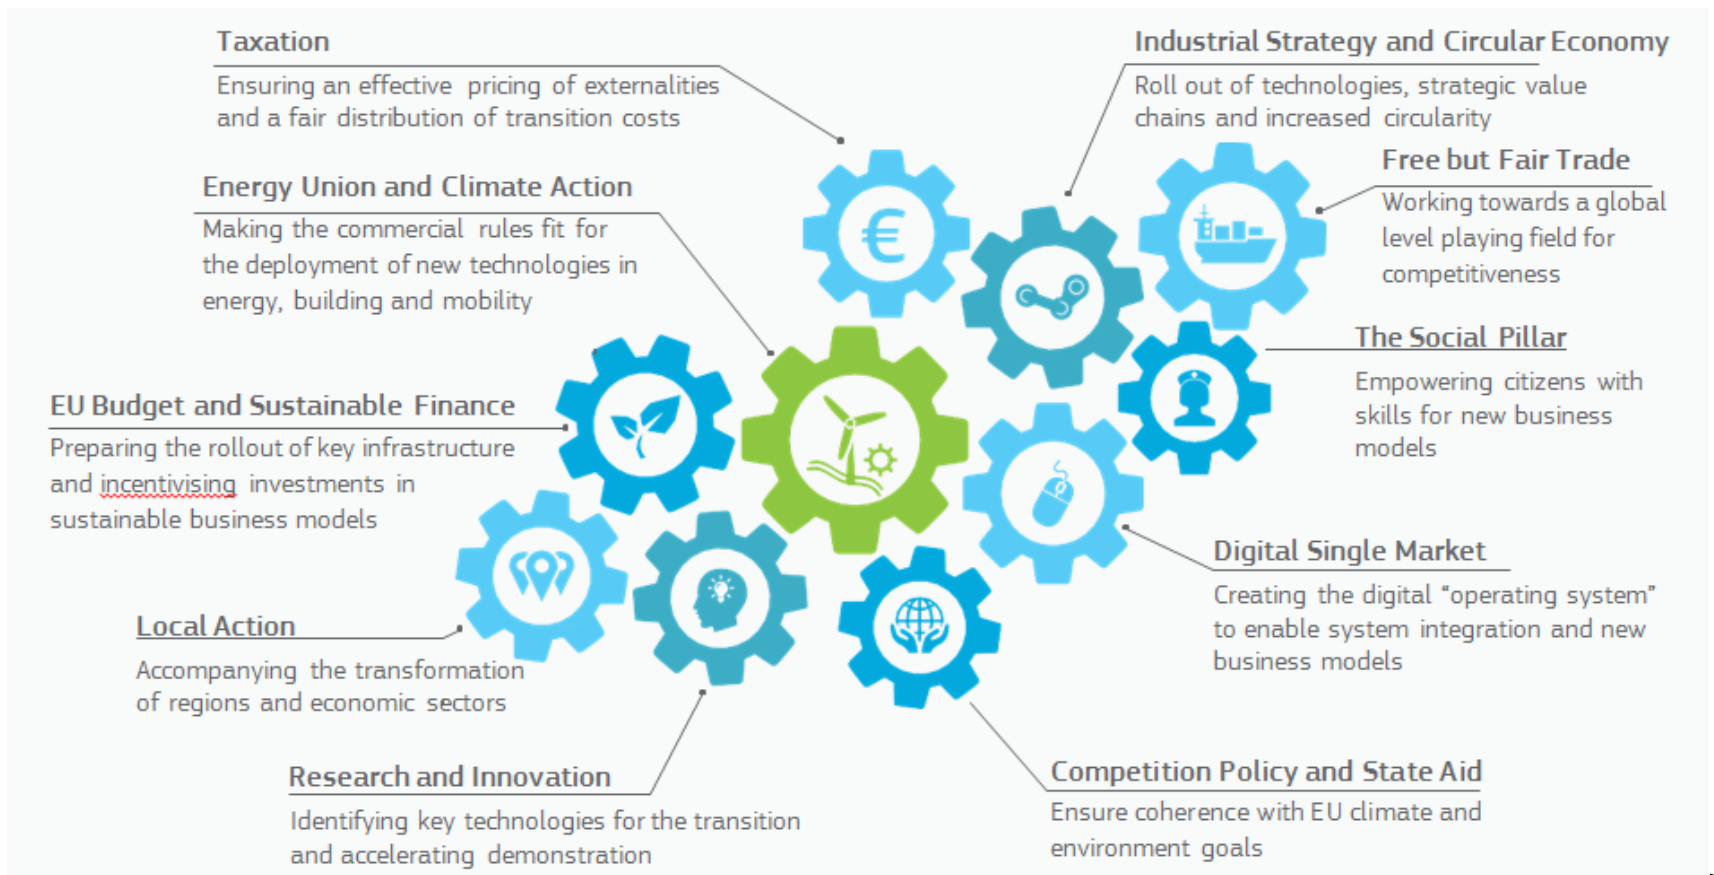 Taxation
Ensuring an effective pricing of externalities
and a fair distribution of transition costs
Industrial Strategy and Circular Economy
Roll out of technologies, strategic value
chains and increased circularity
Free but Fair Trade
Working towards a global
level playing field for
competitiveness
Energy Union and Climate Action
Making the commercial rules fit for
the deployment of new technologies in
energy, building and mobility
€
The Social Pillar
Empowering citizens with
skills for new business
models
EU Budget and Sustainable Finance
Preparing the rollout of key infrastructure
and incentivising investments in
sustainable business models
Digital Single Market
Creating the digital “operating system”
to enable system integration and new
business models
Local Action
Accompanying the transformation
of regions and economic sectors
Research and Innovation
Identifying key technologies for the transition
and accelerating demonstration
Competition Policy and State Aid
Ensure coherence with EU climate and
environment goals